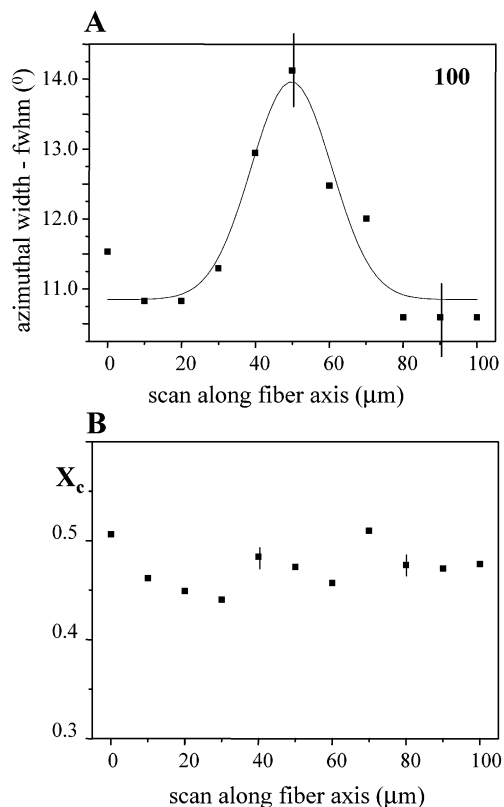 A
100
azimuthal width - fwhm (⁰)
14.0
13.0
12.0
11.0
0 20 40 60 80 100
scan along fiber axis (μm)
B
Xc
0.5
0.4
0.3
0 20 40 60 80 100
scan along fiber axis (μm)